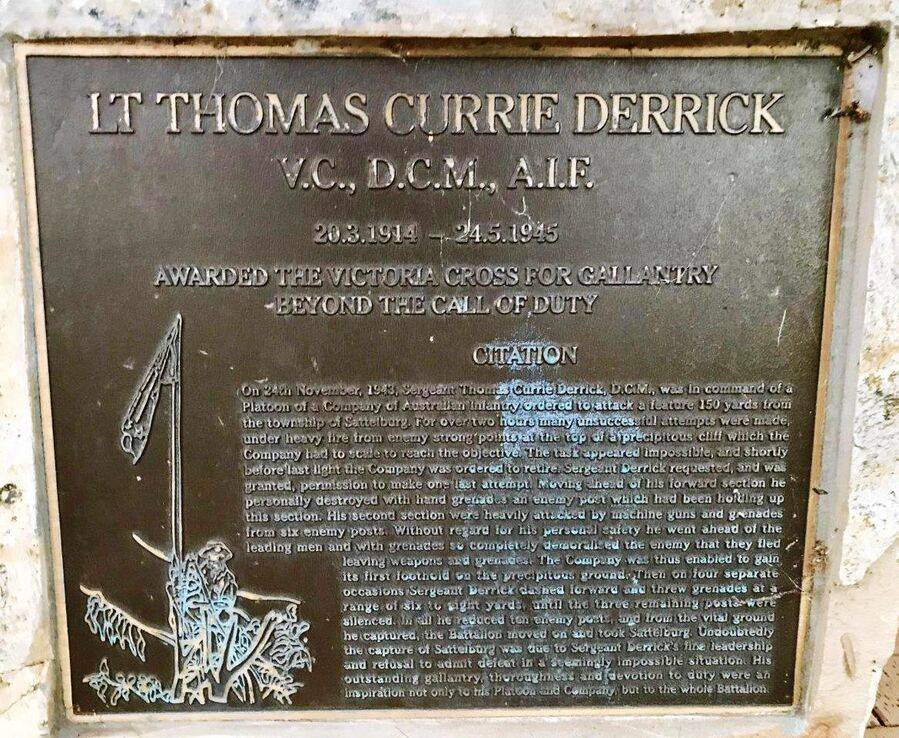 LT THOMAS CURRIE DERRICK
V.C., D.C.M., A.I.F.
20.3.1914 – 24.5.1945
AWARDED THE VICTORIA CROSS FOR GALLANTRY
BEYOND THE CALL OF DUTY
CITATION
On 24th November, 1943, Sergeant Thomas Currie Derrick, D.C.M., was in command of a
Platoon of a Company of Australian Infantry ordered to attack a feature 150 yards from
the township of Sattelburg. For over two hours many unsuccessful attempts were made,
under heavy fire from enemy strong points at the top of a precipitous cliff which the
Company had to scale to reach the objective. The task appeared impossible, and shortly
before last light the Company was ordered to retire. Sergeant Derrick requested, and was
granted, permission to make one last attempt. Moving ahead of his forward section he
personally destroyed with hand grenades an enemy post which had been holding up
this section. His second section were heavily attacked by machine guns and grenades
from six enemy posts. Without regard for his personal safety he went ahead of the
leading men and with grenades so completely demoralised the enemy that they fled
leaving weapons and grenades. The Company was thus enabled to gain
its first foothold on the precipitous ground. Then on four separate
occasions Sergeant Derrick dashed forward and threw grenades at a
range of six to eight yards, until the three remaining posts were
silenced. In all he reduced ten enemy posts, and from the vital ground
he captured, the Battalion moved on and took Sattelburg. Undoubtedly
the capture of Sattelburg was due to Sergeant Derrick's fine leadership
and refusal to admit defeat in a seemingly impossible situation. His
outstanding gallantry, thoroughness and devotion to duty were an
inspiration not only to his Platoon and Company, but to the whole Battalion.